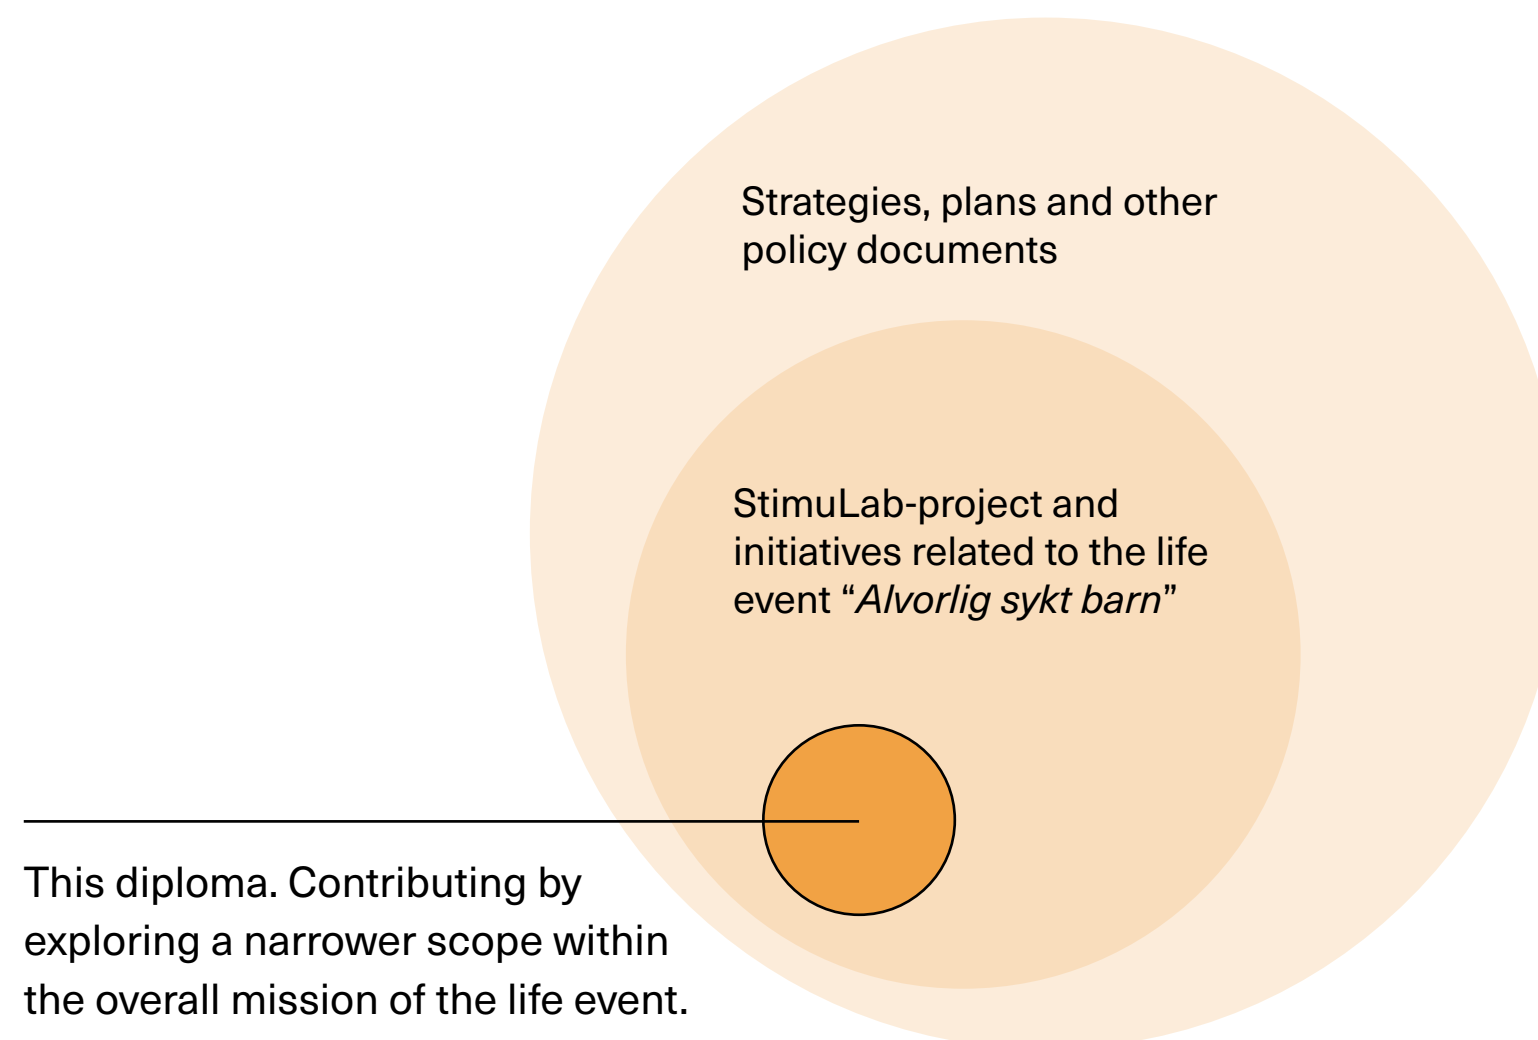 Strategies, plans and other
policy documents
StimuLab-project and
initiatives related to the life
event “Alvorlig sykt barn”
This diploma. Contributing by
exploring a narrower scope within
the overall mission of the life event.